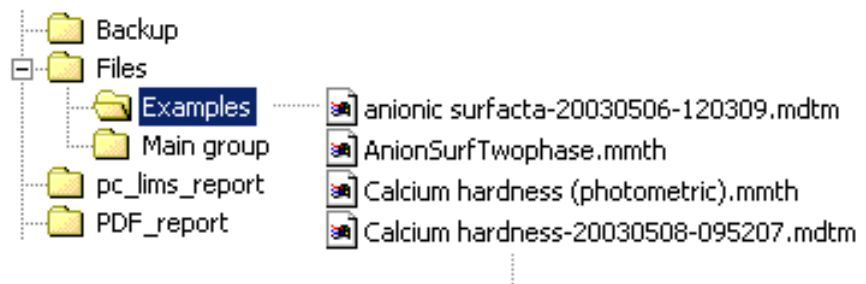 Backup
Files
Examples
Main group
pc_lims_report
PDF_report
anionic surfacta-20030506-120309.mdtm
AnionSurfTwophase.mmth
Calcium hardness (photometric).mmth
Calcium hardness-20030508-095207.mdtm